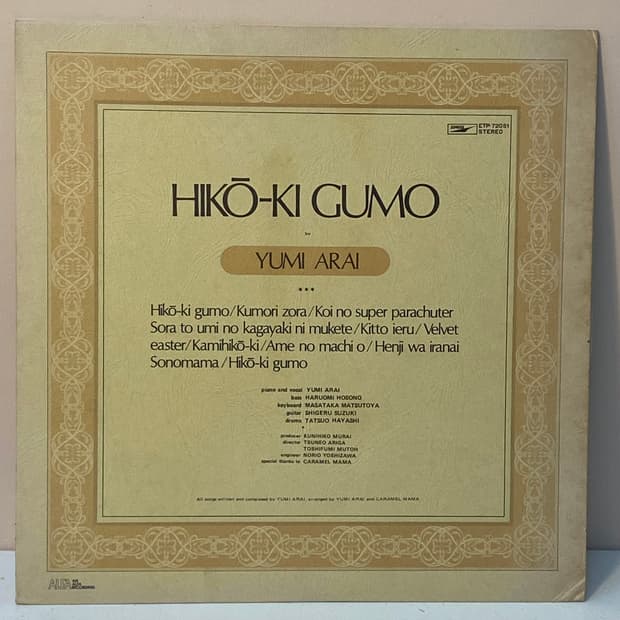 EXPRESS ETP-72051
STEREO
HIKŌ-KI GUMO
by
YUMI ARAI
Hikō-ki gumo/Kumori zora/Koi no super parachuter
Sora to umi no kagayaki ni mukete/Kitto ieru/Velvet
easter/Kamihikō-ki/Ame no machi o/Henji wa iranai
Sonomama/Hikō-ki gumo
piano and vocal YUMI ARAI
bass HARUOMI HOSONO
keyboard MASATAKA MATSUTOYA
guitar SHIGERU SUZUKI
drums TATSUO HAYASHI
producer KUNIHIKO MURAI
director TSUNEO ARIGA
TOSHIFUMI MUTOH
engineer NORIO YOSHIZAWA
special thanks to CARAMEL MAMA
All songs written and composed by YUMI ARAI, arranged by YUMI ARAI and CARAMEL MAMA
ALFA